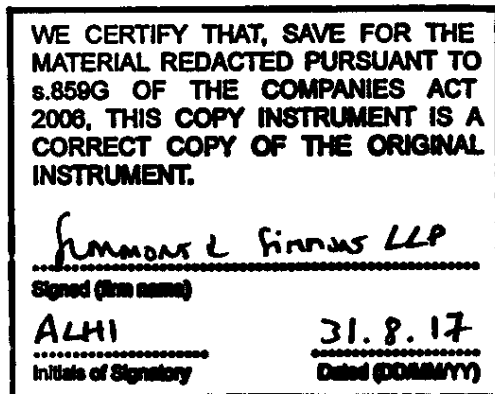 WE CERTIFY THAT, SAVE FOR THE
MATERIAL REDACTED PURSUANT TO
s.859G OF THE COMPANIES ACT
2006, THIS COPY INSTRUMENT IS A
CORRECT COPY OF THE ORIGINAL
INSTRUMENT.
Simmons & Simmons LLP
Signed (firm name)
ALHI 31.8.17
Initials of Signatory Dated (DD/MM/YY)